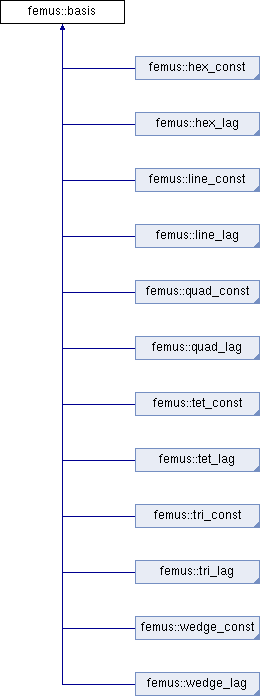 femus::basis
femus::hex_const
femus::hex_lag
femus::line_const
femus::line_lag
femus::quad_const
femus::quad_lag
femus::tet_const
femus::tet_lag
femus::tri_const
femus::tri_lag
femus::wedge_const
femus::wedge_lag